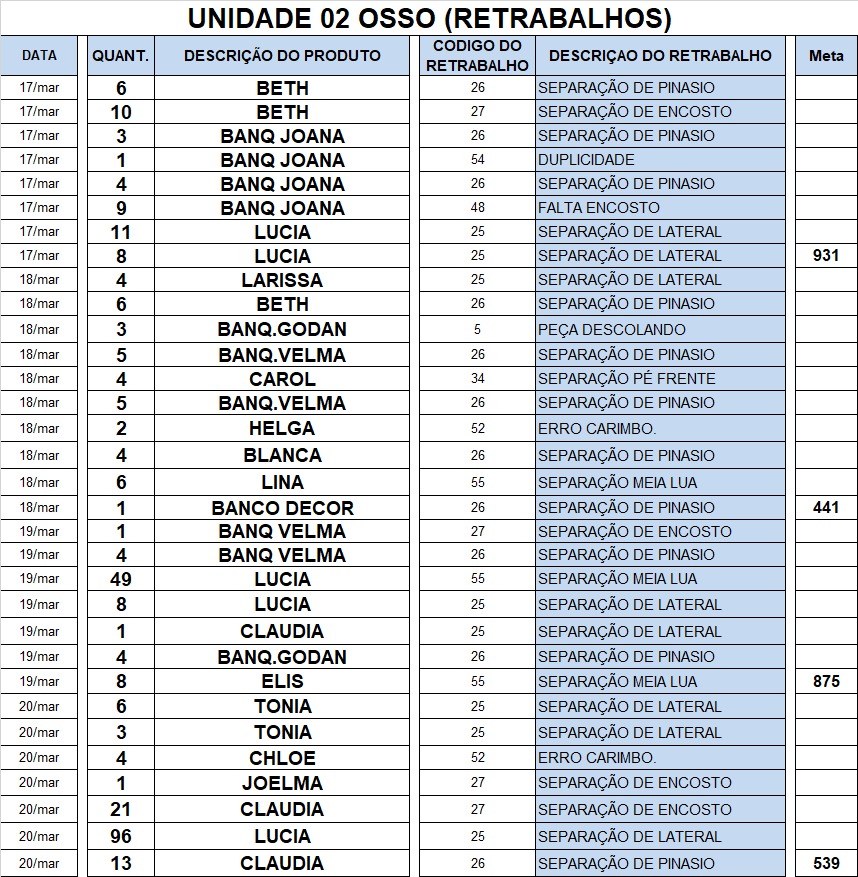 UNIDADE 02 OSSO (RETRABALHOS)
DATA QUANT. DESCRIÇÃO DO PRODUTO CODIGO DO RETRABALHO DESCRIÇAO DO RETRABALHO Meta
17/mar 6 BETH 26 SEPARAÇÃO DE PINASIO
17/mar 10 BETH 27 SEPARAÇÃO DE ENCOSTO
17/mar 3 BANQ JOANA 26 SEPARAÇÃO DE PINASIO
17/mar 1 BANQ JOANA 54 DUPLICIDADE
17/mar 4 BANQ JOANA 26 SEPARAÇÃO DE PINASIO
17/mar 9 BANQ JOANA 48 FALTA ENCOSTO
17/mar 11 LUCIA 25 SEPARAÇÃO DE LATERAL
17/mar 8 LUCIA 25 SEPARAÇÃO DE LATERAL 931
18/mar 4 LARISSA 25 SEPARAÇÃO DE LATERAL
18/mar 6 BETH 26 SEPARAÇÃO DE PINASIO
18/mar 3 BANQ.GODAN 5 PEÇA DESCOLANDO
18/mar 5 BANQ.VELMA 26 SEPARAÇÃO DE PINASIO
18/mar 4 CAROL 34 SEPARAÇÃO PÉ FRENTE
18/mar 5 BANQ.VELMA 26 SEPARAÇÃO DE PINASIO
18/mar 2 HELGA 52 ERRO CARIMBO.
18/mar 4 BLANCA 26 SEPARAÇÃO DE PINASIO
18/mar 6 LINA 55 SEPARAÇÃO MEIA LUA
18/mar 1 BANCO DECOR 26 SEPARAÇÃO DE PINASIO 441
19/mar 1 BANQ VELMA 27 SEPARAÇÃO DE ENCOSTO
19/mar 4 BANQ VELMA 26 SEPARAÇÃO DE PINASIO
19/mar 49 LUCIA 55 SEPARAÇÃO MEIA LUA
19/mar 8 LUCIA 25 SEPARAÇÃO DE LATERAL
19/mar 1 CLAUDIA 25 SEPARAÇÃO DE LATERAL
19/mar 4 BANQ.GODAN 26 SEPARAÇÃO DE PINASIO
19/mar 8 ELIS 55 SEPARAÇÃO MEIA LUA 875
20/mar 6 TONIA 25 SEPARAÇÃO DE LATERAL
20/mar 3 TONIA 25 SEPARAÇÃO DE LATERAL
20/mar 4 CHLOE 52 ERRO CARIMBO.
20/mar 1 JOELMA 27 SEPARAÇÃO DE ENCOSTO
20/mar 21 CLAUDIA 27 SEPARAÇÃO DE ENCOSTO
20/mar 96 LUCIA 25 SEPARAÇÃO DE LATERAL
20/mar 13 CLAUDIA 26 SEPARAÇÃO DE PINASIO 539